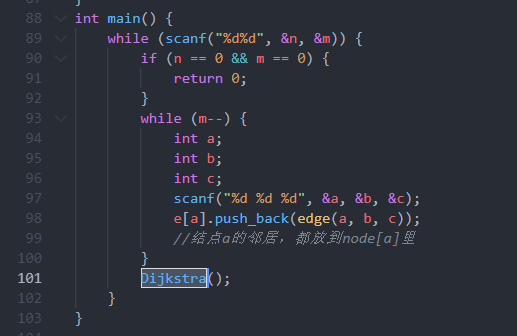 88 int main() {
89 while (scanf("%d%d", &n, &m)) {
90 if (n == 0 && m == 0) {
91 return 0;
92 }
93 while (m--) {
94 int a;
95 int b;
96 int c;
97 scanf("%d %d %d", &a, &b, &c);
98 e[a].push_back(edge(a, b, c));
99 //结点a的邻居，都放到node[a]里
100 }
101 Dijkstra();
102 }
103 }